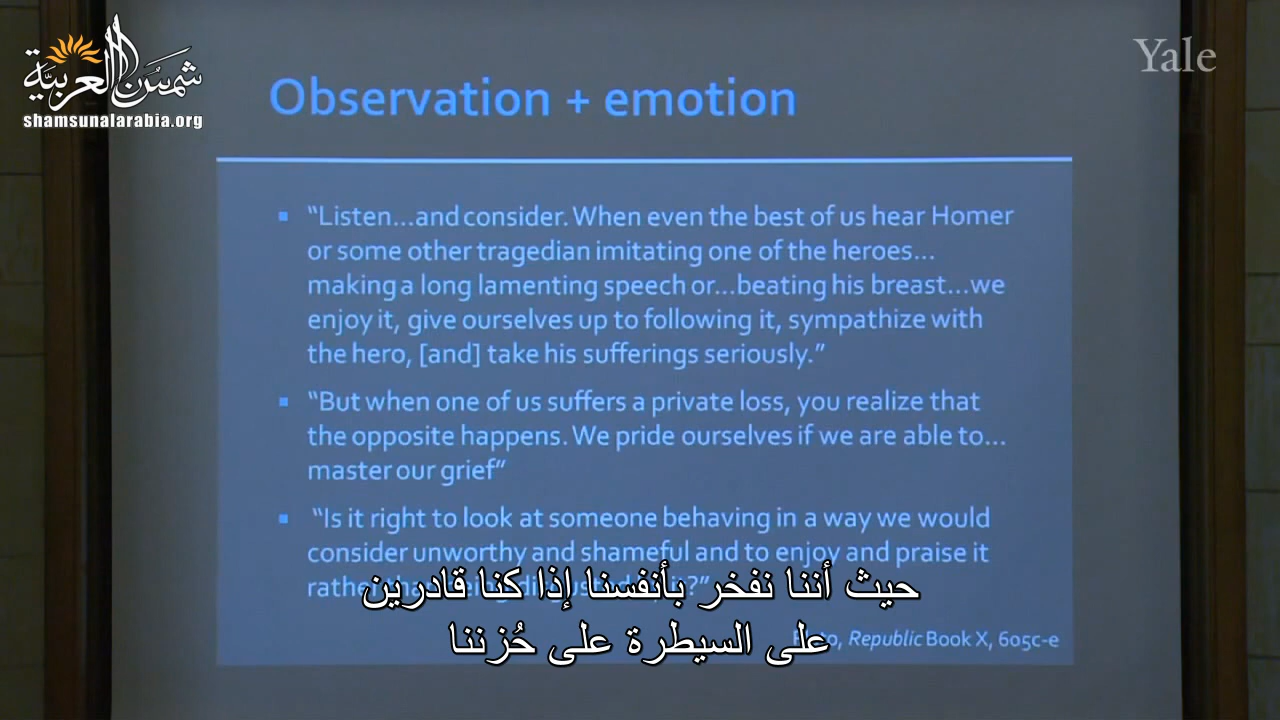 شمس العربية
shamsunalarabia.org
Yale
Observation + emotion
▪ “Listen...and consider. When even the best of us hear Homer
or some other tragedian imitating one of the heroes...
making a long lamenting speech or...beating his breast...we
enjoy it, give ourselves up to following it, sympathize with
the hero, [and] take his sufferings seriously.”
▪ “But when one of us suffers a private loss, you realize that
the opposite happens. We pride ourselves if we are able to...
master our grief”
▪ “Is it right to look at someone behaving in a way we would
consider unworthy and shameful and to enjoy and praise it
حيث أننا نفخر بأنفسنا إذا كنا قادرين
على السيطرة على حُزننا
Republic Book X, 605c-e